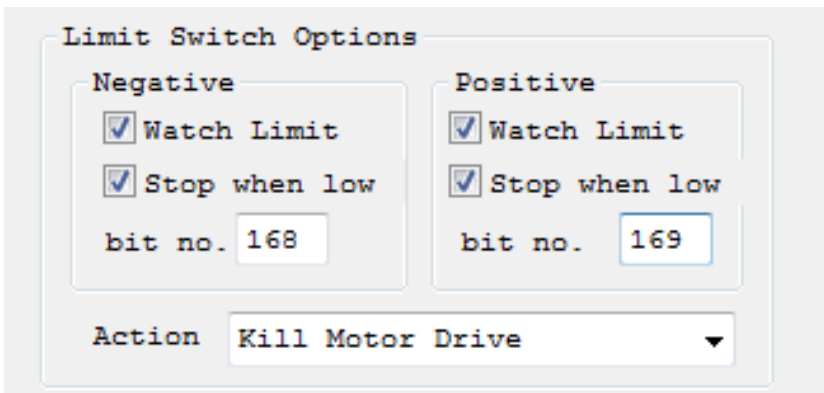 Limit Switch Options
Negative
Positive
Watch Limit
Watch Limit
Stop when low
Stop when low
bit no. 168
bit no. 169
Action Kill Motor Drive